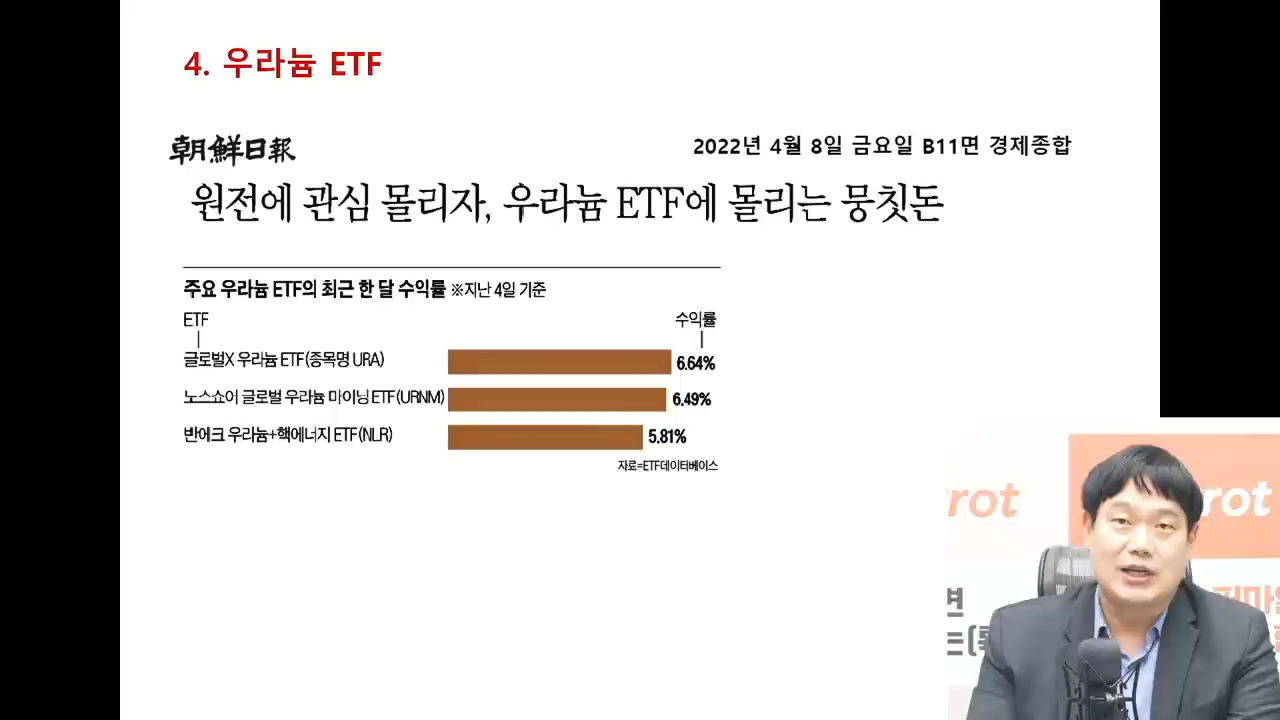 4. 우라늄 ETF
朝鮮日報
2022년 4월 8일 금요일 B11면 경제종합
원전에 관심 몰리자, 우라늄 ETF에 몰리는 뭉칫돈
주요 우라늄 ETF의 최근 한 달 수익률 ※지난 4일 기준
ETF 수익률
글로벌X 우라늄 ETF(종목명 URA) 6.64%
노스쇼어 글로벌 우라늄 마이닝 ETF(URNM) 6.49%
반에크 우라늄+핵에너지 ETF(NLR) 5.81%
자료=ETF데이터베이스
rot
rot